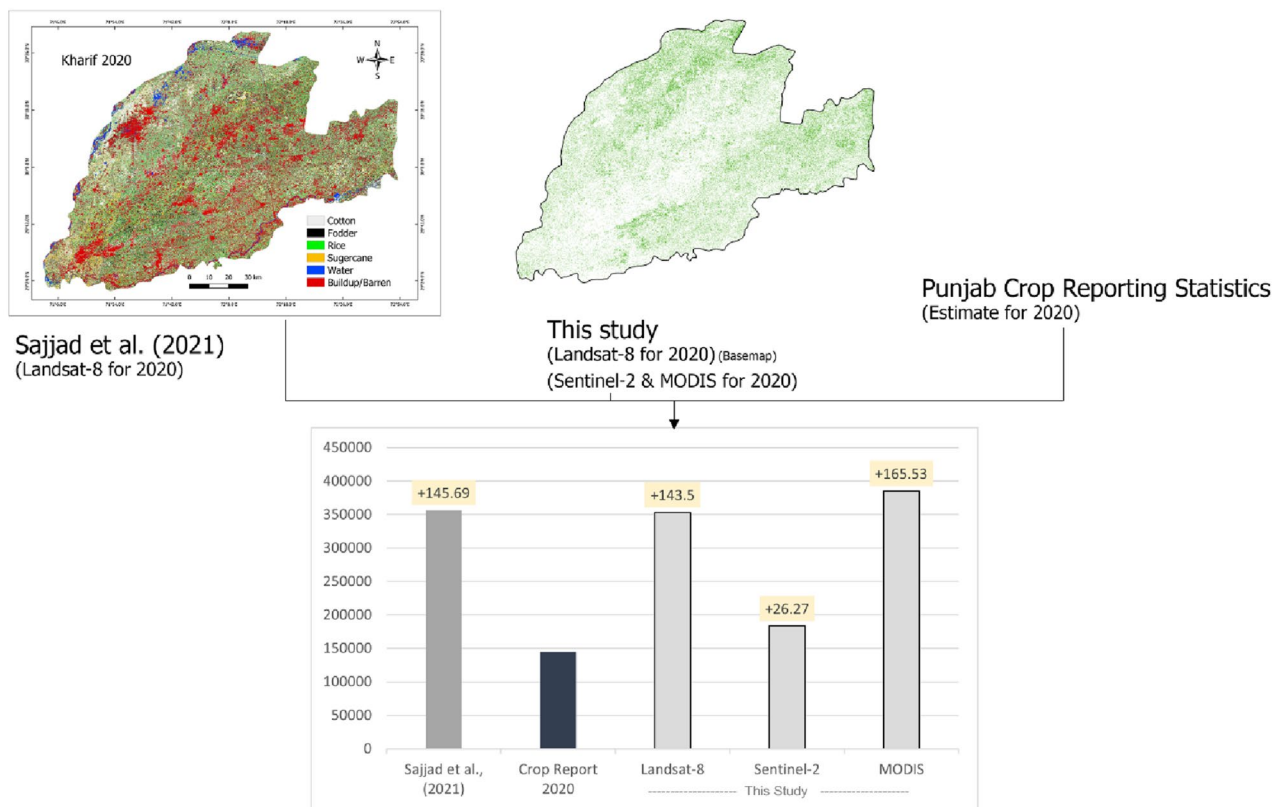 Kharif 2020
N
W E
S
Cotton
Fodder
Rice
Sugercane
Water
Buildup/Barren
0 10 20 30 km
Sajjad et al. (2021)
(Landsat-8 for 2020)
This study
(Landsat-8 for 2020) (Basemap)
(Sentinel-2 & MODIS for 2020)
Punjab Crop Reporting Statistics
(Estimate for 2020)
450000
400000
350000
300000
250000
200000
150000
100000
50000
0
+145.69
+143.5
+26.27
+165.53
Sajjad et al.,
(2021)
Crop Report
2020
Landsat-8
Sentinel-2
MODIS
This Study